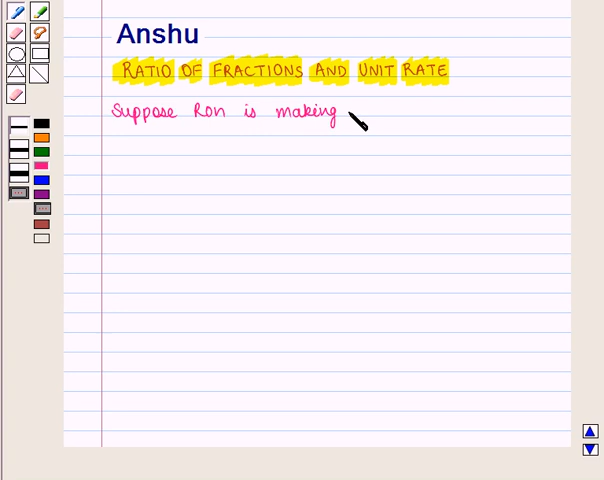 Anshu
RATIO OF FRACTIONS AND UNIT RATE
Suppose Ron is making